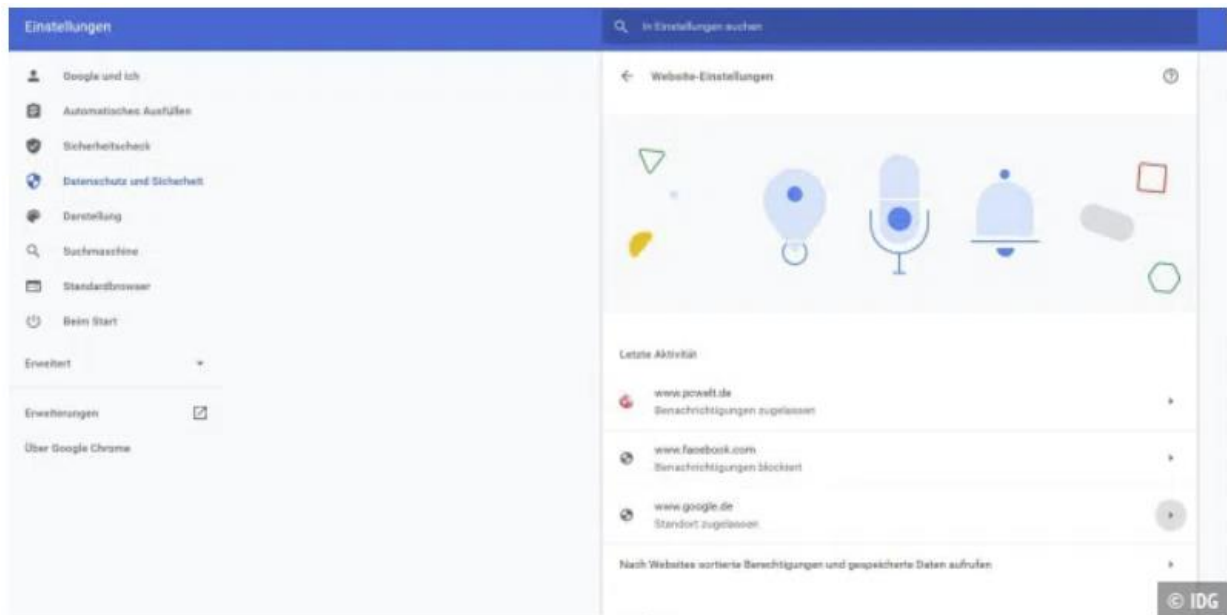 Einstellungen
In Einstellungen suchen
Google und ich
Automatisches Ausfüllen
Sicherheitscheck
Datenschutz und Sicherheit
Darstellung
Suchmaschine
Standardbrowser
Beim Start
Erweitert
Erweiterungen
Über Google Chrome
Website-Einstellungen
Letzte Aktivität
www.pcwelt.de
Benachrichtigungen zugelassen
www.facebook.com
Benachrichtigungen blockiert
www.google.de
Standort zugelassen
Nach Websites sortierte Berechtigungen und gespeicherte Daten aufrufen
© IDG